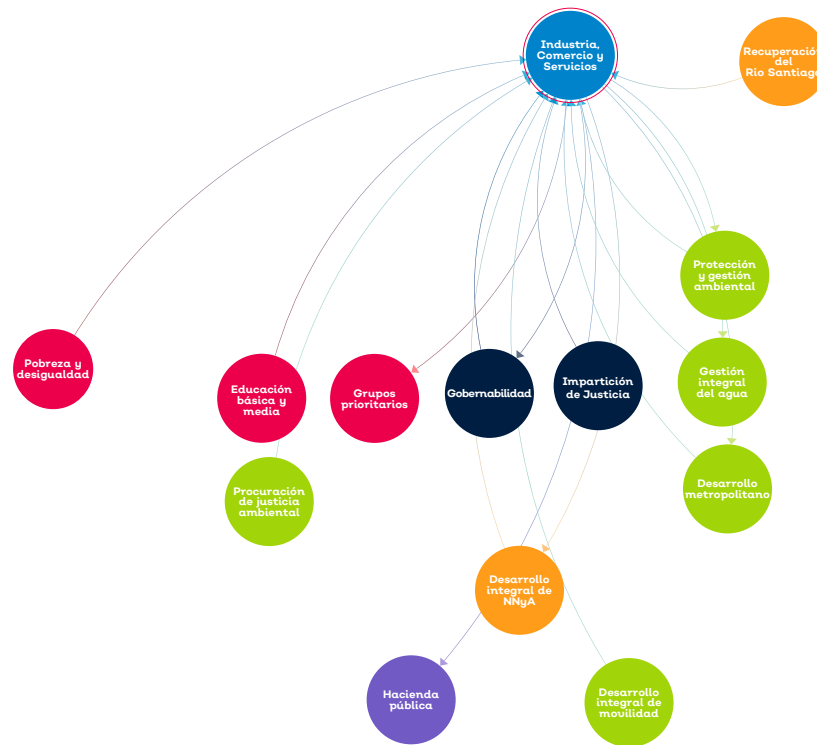 Industria,
Comercio y
Servicios
Recuperación
del
Rio Santiago
Protección
y gestión
ambiental
Pobreza y
desigualdad
Educación
básica y
media
Grupos
prioritarios
Gobernabilidad
Impartición
de Justicia
Gestión
integral
del agua
Procuración
de justicia
ambiental
Desarrollo
metropolitano
Desarrollo
integral de
NNyA
Hacienda
pública
Desarrollo
integral de
movilidad